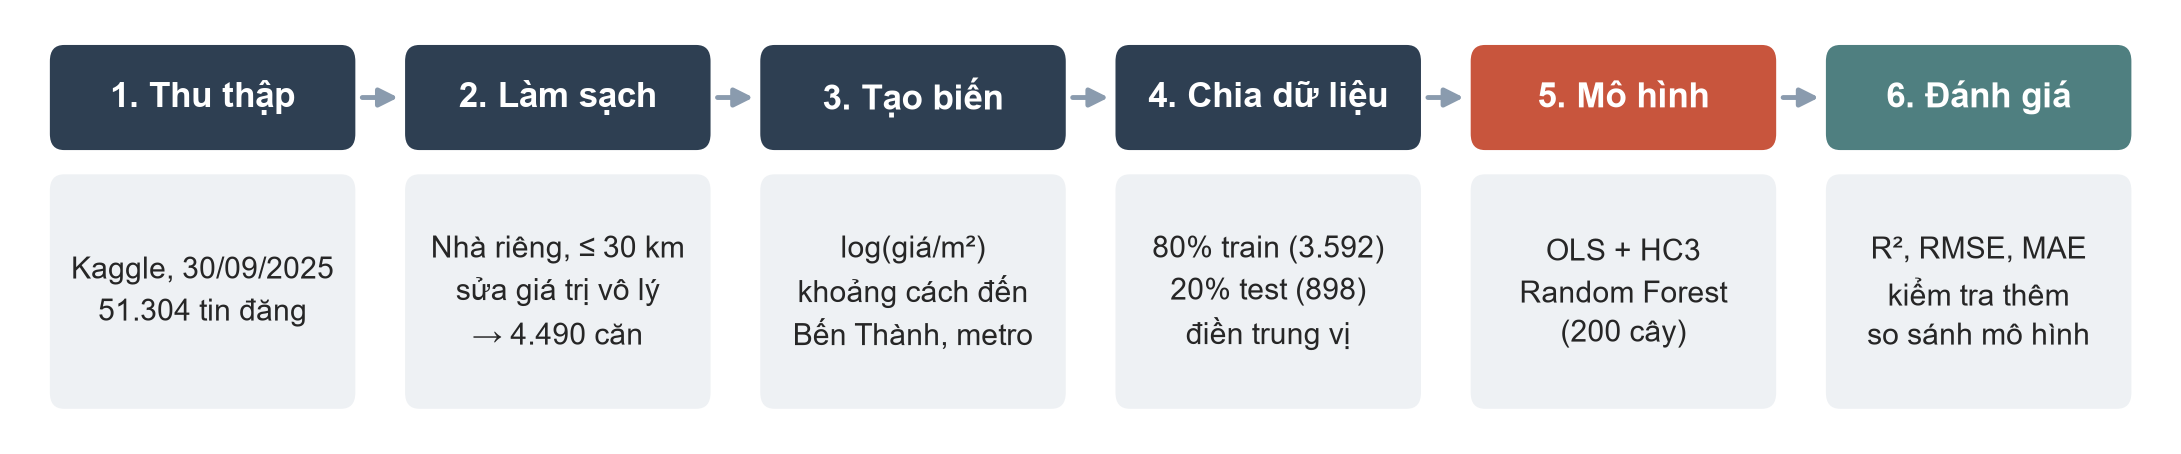 1. Thu thập
2. Làm sạch
3. Tạo biến
4. Chia dữ liệu
5. Mô hình
6. Đánh giá
Kaggle, 30/09/2025
51.304 tin đăng
Nhà riêng, ≤ 30 km
sửa giá trị vô lý
→ 4.490 căn
log(giá/m²)
khoảng cách đến
Bến Thành, metro
80% train (3.592)
20% test (898)
điền trung vị
OLS + HC3
Random Forest
(200 cây)
R², RMSE, MAE
kiểm tra thêm
so sánh mô hình